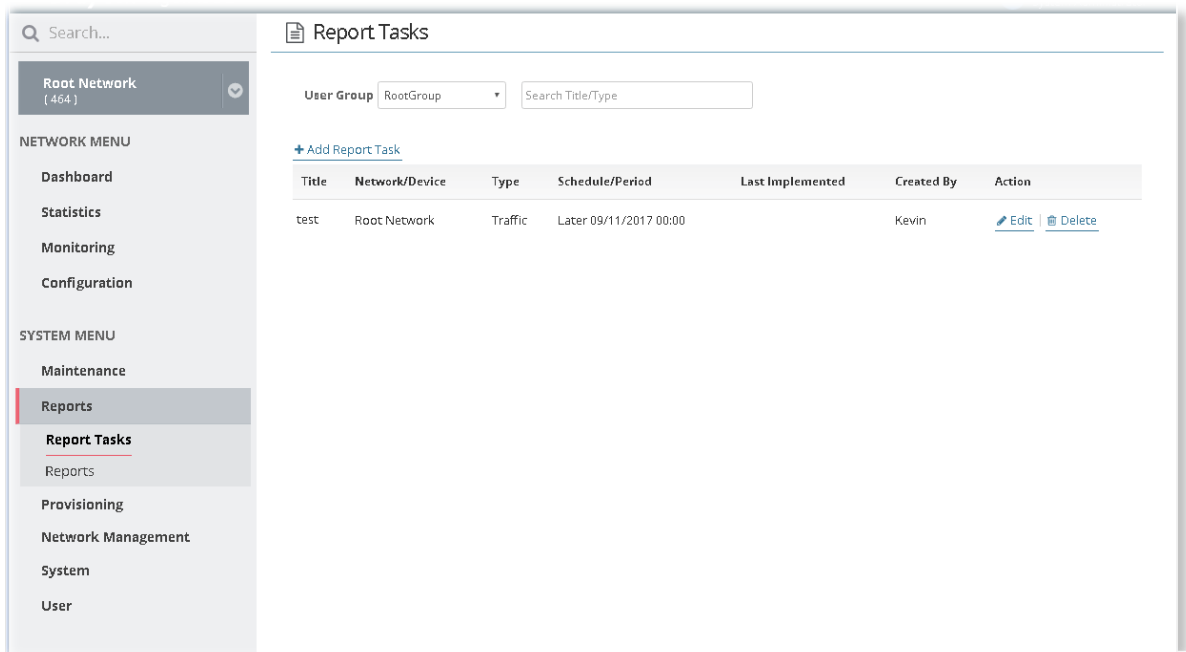 Search...
Root Network
[ 464 ]
NETWORK MENU
Dashboard
Statistics
Monitoring
Configuration
SYSTEM MENU
Maintenance
Reports
Report Tasks
Reports
Provisioning
Network Management
System
User
Report Tasks
User Group RootGroup Search Title/Type
+ Add Report Task
Title Network/Device Type Schedule/Period Last Implemented Created By Action
test Root Network Traffic Later 09/11/2017 00:00 Kevin Edit | Delete